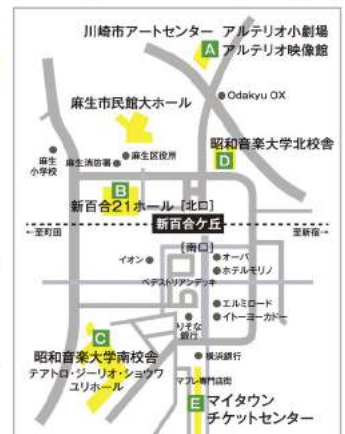 川崎市アートセンター アルテリオ小劇場
A アルテリオ映像館
Odakyu OX
麻生市民館大ホール
昭和音楽大学北校舎
D
麻生
小学校
麻生消防署
麻生区役所
B
新百合21ホール
[北口]
←至町田
新百合ケ丘
至新宿→
[南口]
イオン
オーパ
ホテルモリノ
ペデストリアンデッキ
エルミロード
イトーヨーカドー
りそな
銀行
C
昭和音楽大学南校舎
テアトロ・ジーリオ・ショウワ
ユリホール
横浜銀行
マプレ専門店街
E マイタウン
チケットセンター